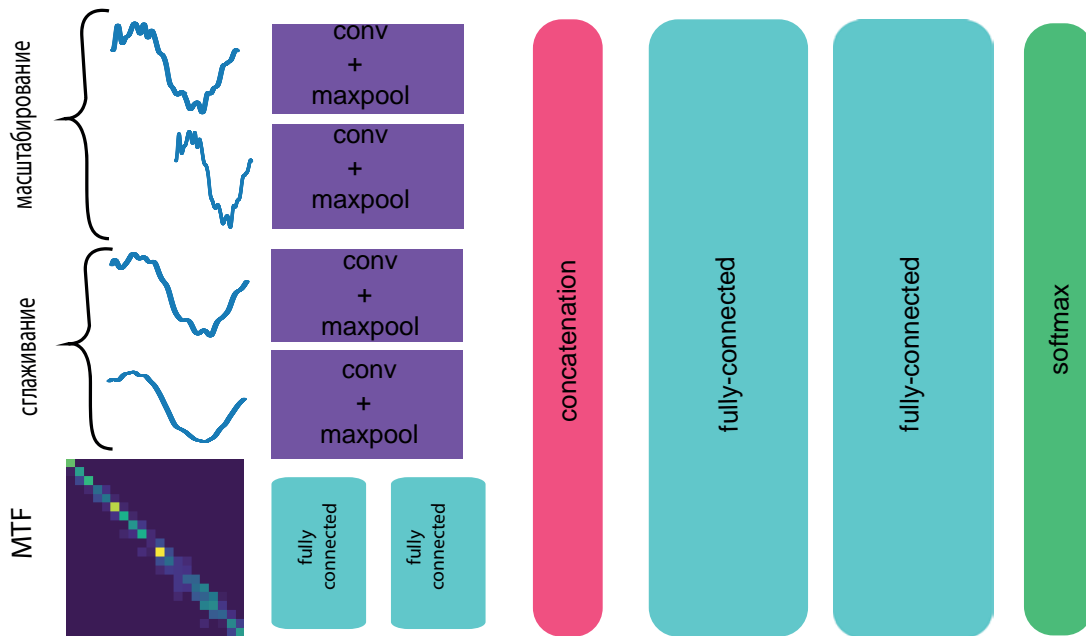 масштабирование
conv
+
maxpool
conv
+
maxpool
сглаживание
conv
+
maxpool
conv
+
maxpool
MTF
fully
connected
fully
connected
concatenation
fully-connected
fully-connected
softmax